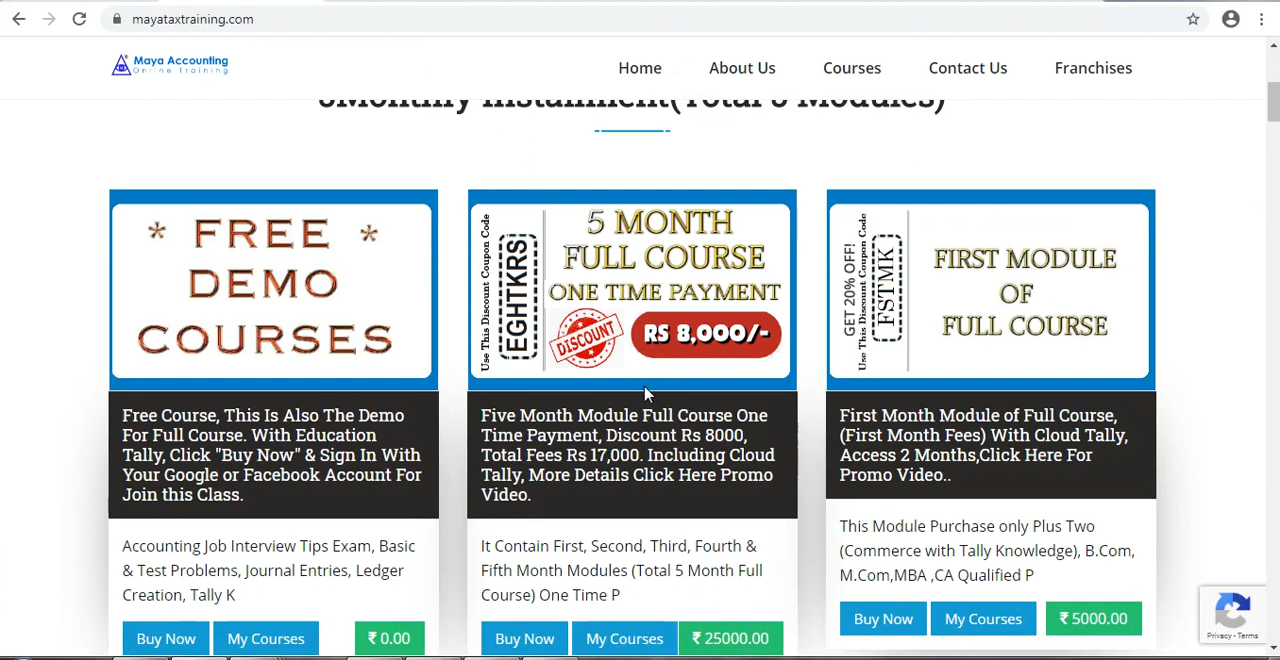 mayataxtraining.com
Maya Accounting
Online Training
Home
About Us
Courses
Contact Us
Franchises
* FREE *
DEMO
COURSES
Use This Discount Coupon Code
EGHTKRS
5 MONTH
FULL COURSE
ONE TIME PAYMENT
DISCOUNT
RS 8,000/-
GET 20% OFF!
Use This Discount Coupon Code
FSTMK
FIRST MODULE
OF
FULL COURSE
Free Course, This Is Also The Demo
For Full Course. With Education
Tally, Click "Buy Now" & Sign In With
Your Google or Facebook Account For
Join this Class.
Five Month Module Full Course One
Time Payment, Discount Rs 8000,
Total Fees Rs 17,000. Including Cloud
Tally, More Details Click Here Promo
Video.
First Month Module of Full Course,
(First Month Fees) With Cloud Tally,
Access 2 Months,Click Here For
Promo Video..
Accounting Job Interview Tips Exam, Basic
& Test Problems, Journal Entries, Ledger
Creation, Tally K
It Contain First, Second, Third, Fourth &
Fifth Month Modules (Total 5 Month Full
Course) One Time P
This Module Purchase only Plus Two
(Commerce with Tally Knowledge), B.Com,
M.Com,MBA ,CA Qualified P
Buy Now
My Courses
₹ 0.00
Buy Now
My Courses
₹ 25000.00
Buy Now
My Courses
₹ 5000.00
Privacy - Terms